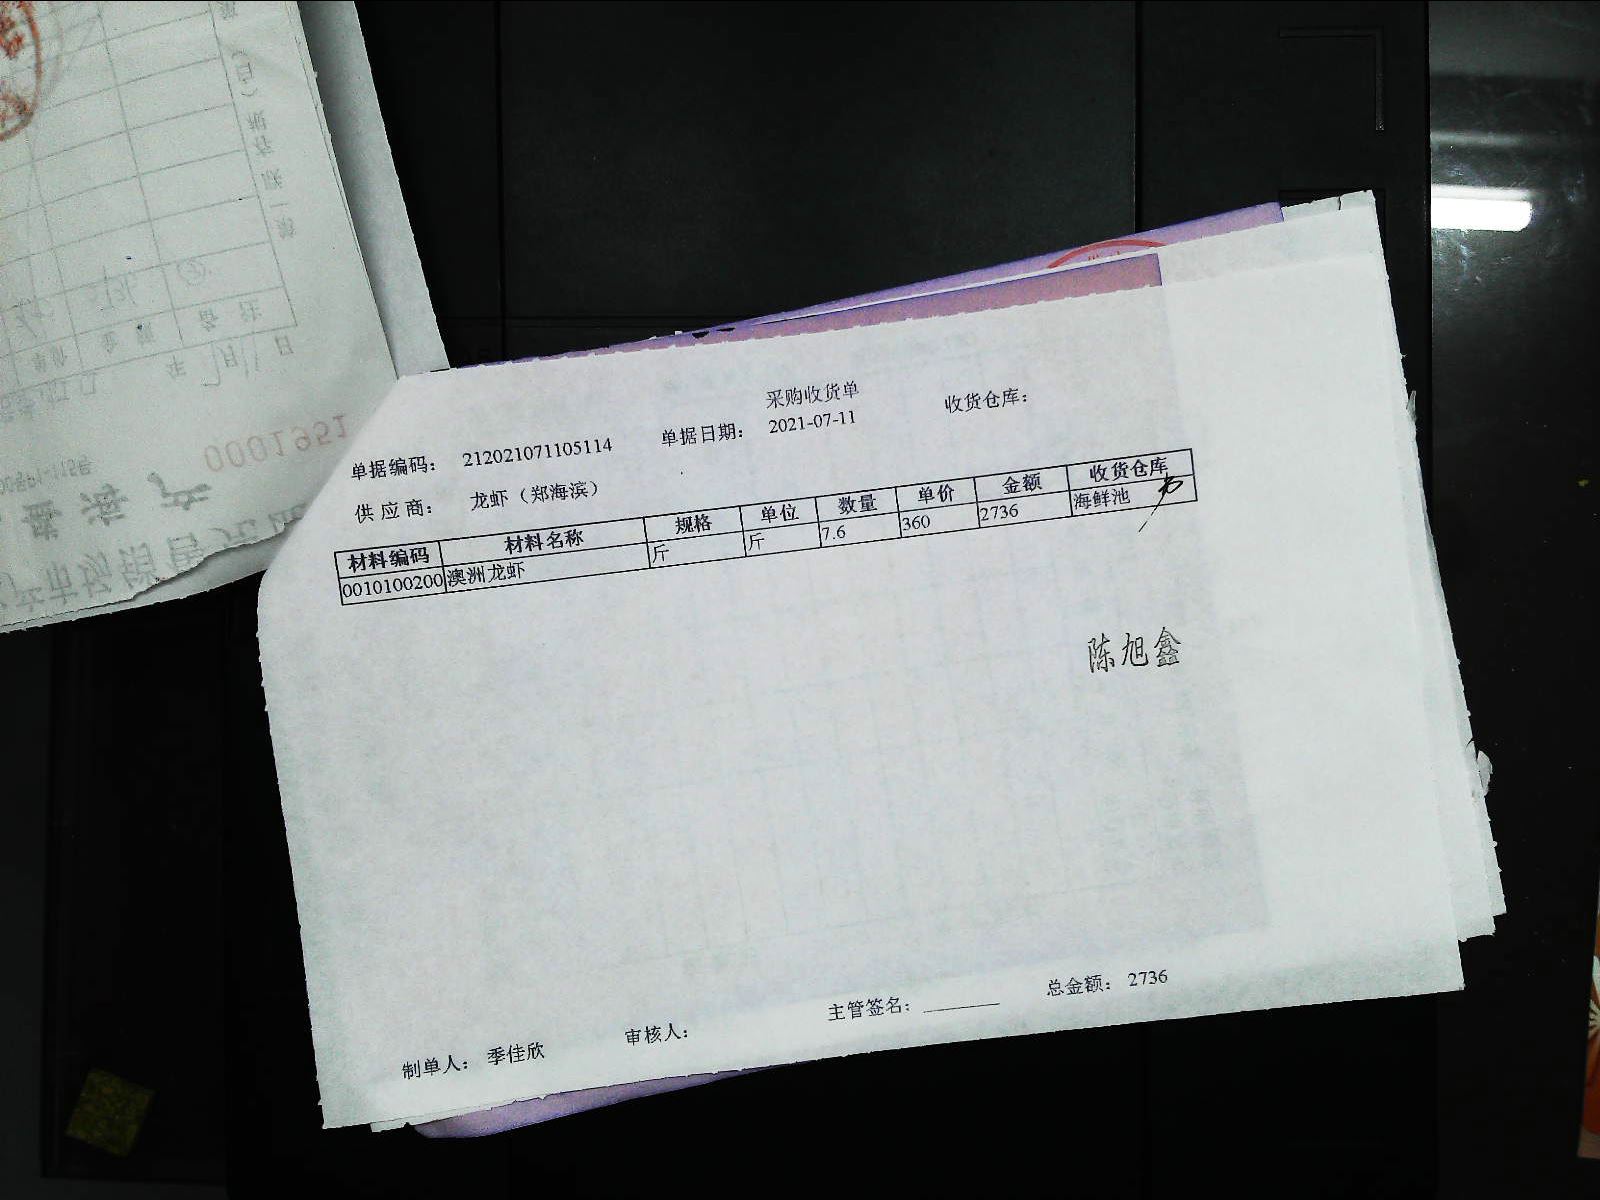 采购收货单
单据编码： 212021071105114 单据日期： 2021-07-11 收货仓库：
供应商： 龙虾（郑海滨）
材料编码 材料名称 规格 单位 数量 单价 金额 收货仓库
0010100200 澳洲龙虾 斤 斤 7.6 360 2736 海鲜池
陈旭鑫
制单人： 季佳欣 审核人： 主管签名： 总金额： 2736
0001951